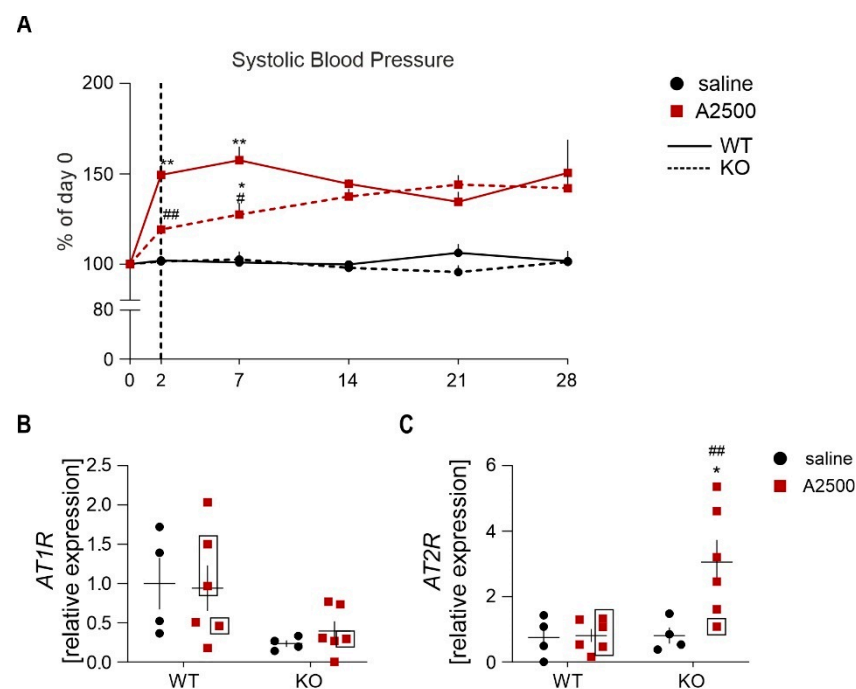 A
Systolic Blood Pressure
% of day 0
200
150
100
80
0
0 2 7 14 21 28
** ** * # ##
saline
A2500
WT
KO
B
AT1R
[relative expression]
2.5
2.0
1.5
1.0
0.5
0.0
WT KO
C
AT2R
[relative expression]
6
4
2
0
##
*
WT KO
saline
A2500